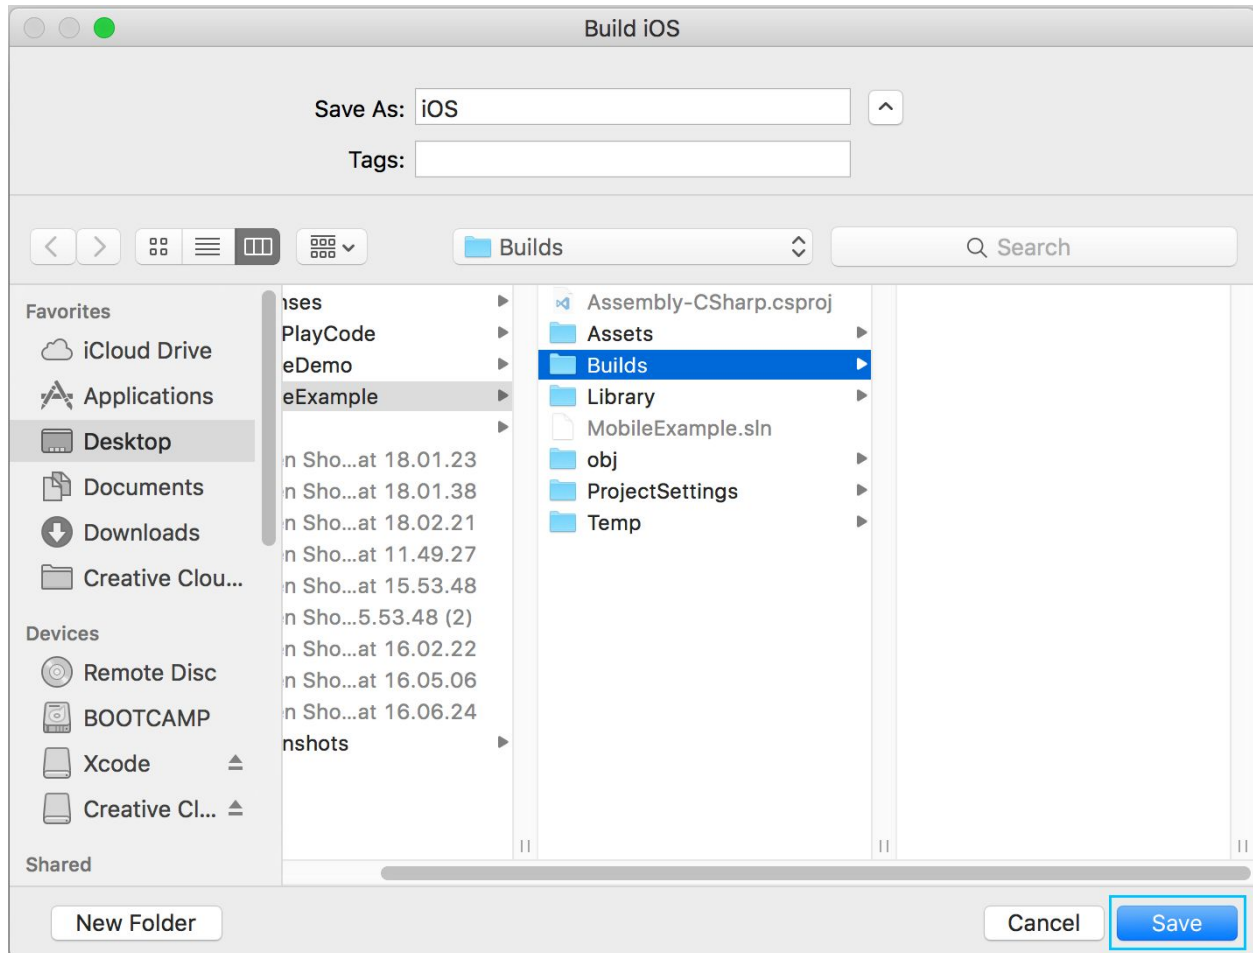 Build iOS
Save As: iOS
Tags:
Builds
Search
Favorites
iCloud Drive
Applications
Desktop
Documents
Downloads
Creative Clou...
Devices
Remote Disc
BOOTCAMP
Xcode
Creative Cl...
Shared
nses
PlayCode
eDemo
eExample
n Sho...at 18.01.23
n Sho...at 18.01.38
n Sho...at 18.02.21
n Sho...at 11.49.27
n Sho...at 15.53.48
n Sho...5.53.48 (2)
n Sho...at 16.02.22
n Sho...at 16.05.06
n Sho...at 16.06.24
nshots
Assembly-CSharp.csproj
Assets
Builds
Library
MobileExample.sln
obj
ProjectSettings
Temp
New Folder
Cancel
Save